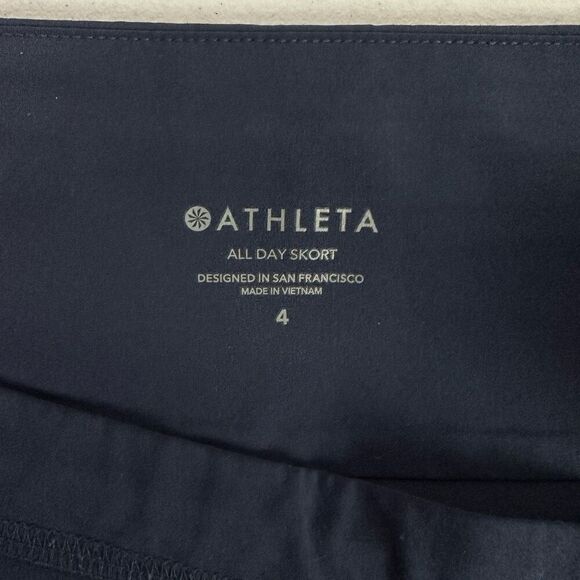 ATHLETA
ALL DAY SKORT
DESIGNED IN SAN FRANCISCO
MADE IN VIETNAM
4